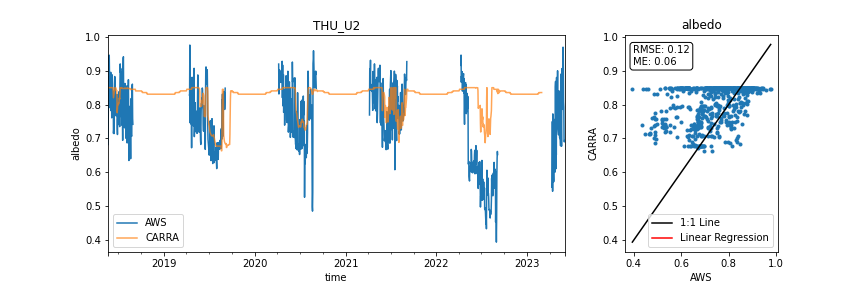 THU_U2
albedo
1.0
0.9
0.8
0.7
0.6
0.5
0.4
albedo
AWS
CARRA
2019
2020
2021
2022
2023
time
RMSE: 0.12
ME: 0.06
1.0
0.9
0.8
0.7
0.6
0.5
0.4
CARRA
1:1 Line
Linear Regression
0.4
0.6
0.8
1.0
AWS